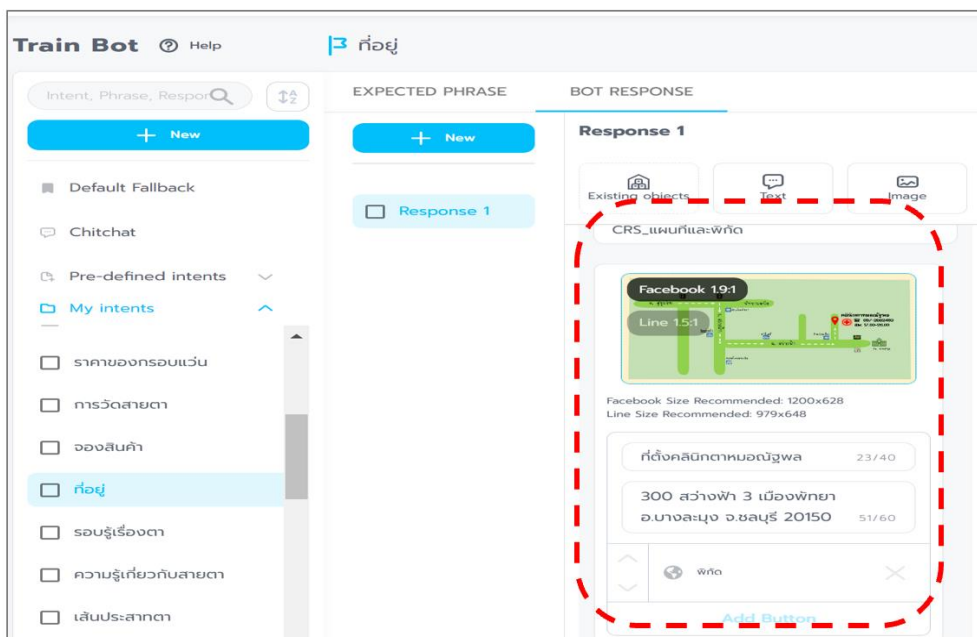 Train Bot
Help
ที่อยู่
Intent, Phrase, Respor
New
Default Fallback
Chitchat
Pre-defined intents
My intents
ราคาของกรอบแว่น
การวัดสายตา
จองสินค้า
ที่อยู่
รอบรู้เรื่องตา
ความรู้เกี่ยวกับสายตา
เส้นประสาทตา
EXPECTED PHRASE
BOT RESPONSE
New
Response 1
Response 1
Existing objects
Text
Image
CRS_แผนที่และพิกัด
Facebook 1.9:1
Line 1.5:1
Facebook Size Recommended: 1200x628
Line Size Recommended: 979x648
ที่ตั้งคลินิกตาหมอณัฐพล 23/40
300 สว่างฟ้า 3 เมืองพัทยา
อ.บางละมุง จ.ชลบุรี 20150 51/60
พิกัด
Add Button